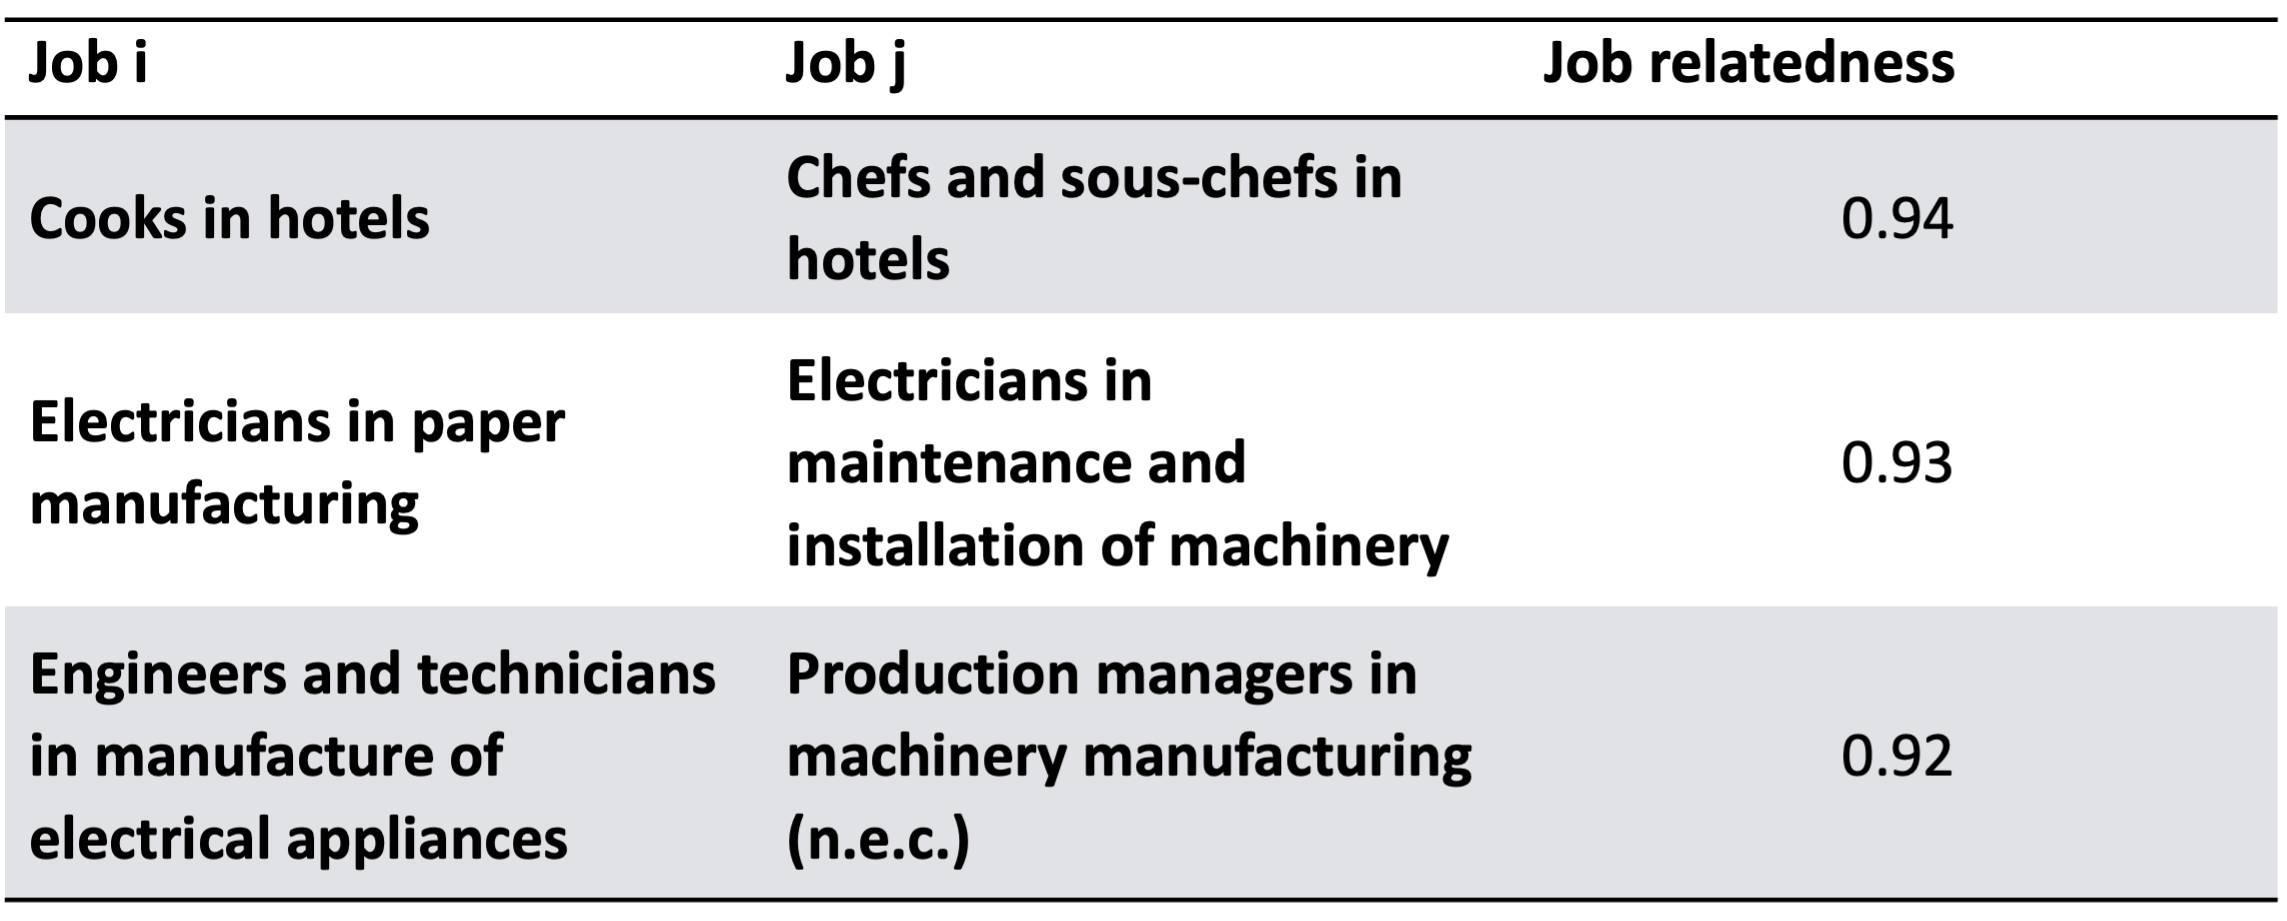 Job i Job j Job relatedness
Cooks in hotels
Chefs and sous-chefs in
hotels
0.94
Electricians in paper
manufacturing
Electricians in
maintenance and
installation of machinery
0.93
Engineers and technicians
in manufacture of
electrical appliances
Production managers in
machinery manufacturing
(n.e.c.)
0.92